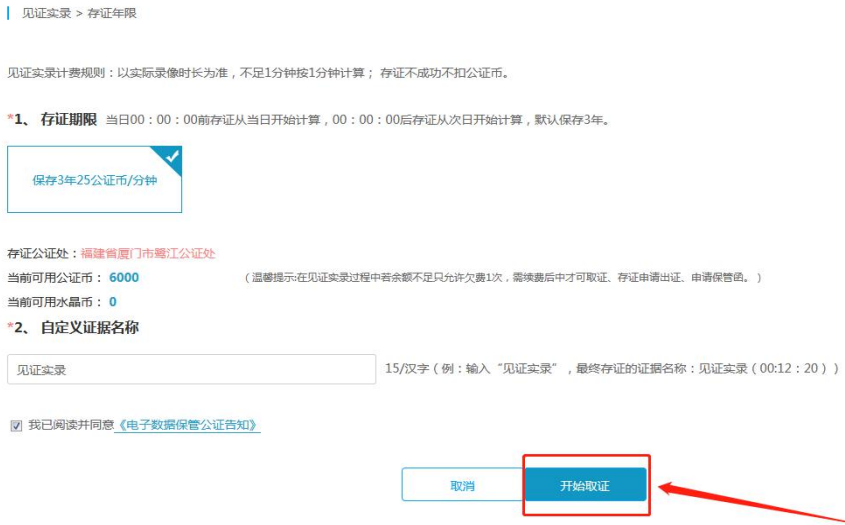 见证实录 > 存证年限
见证实录计费规则：以实际录像时长为准，不足1分钟按1分钟计算； 存证不成功不扣公证币。
*1、 存证期限 当日00：00：00前存证从当日开始计算，00：00：00后存证从次日开始计算，默认保存3年。
保存3年25公证币/分钟
存证公证处：福建省厦门市鹭江公证处
当前可用公证币： 6000 （温馨提示:在见证实录过程中若余额不足只允许欠费1次，需续费后中才可取证、存证申请出证、申请保管函。）
当前可用水晶币： 0
*2、 自定义证据名称
见证实录 15/汉字（例：输入“见证实录”，最终存证的证据名称：见证实录（00:12：20））
我已阅读并同意《电子数据保管公证告知》
取消 开始取证